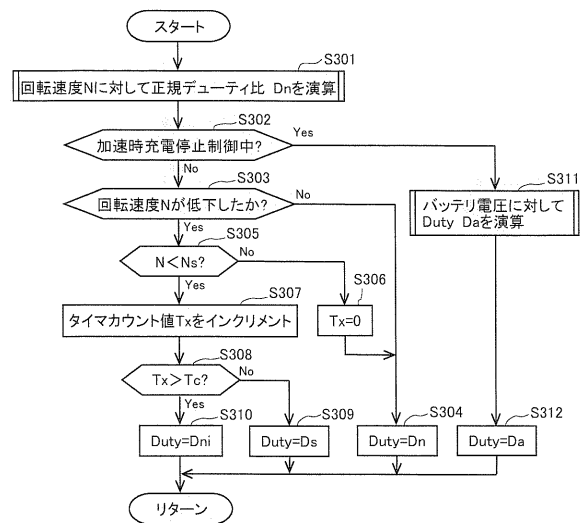 スタート
S301
回転速度Nに対して正規デューティ比 Dnを演算
S302
加速時充電停止制御中?
Yes
No
S303
回転速度Nが低下したか?
No
Yes
S311
バッテリ電圧に対して
Duty Daを演算
S305
N<Ns?
No
Yes
S306
Tx=0
S307
タイマカウント値Txをインクリメント
S308
Tx>Tc?
No
Yes
S310
Duty=Dni
S309
Duty=Ds
S304
Duty=Dn
S312
Duty=Da
リターン